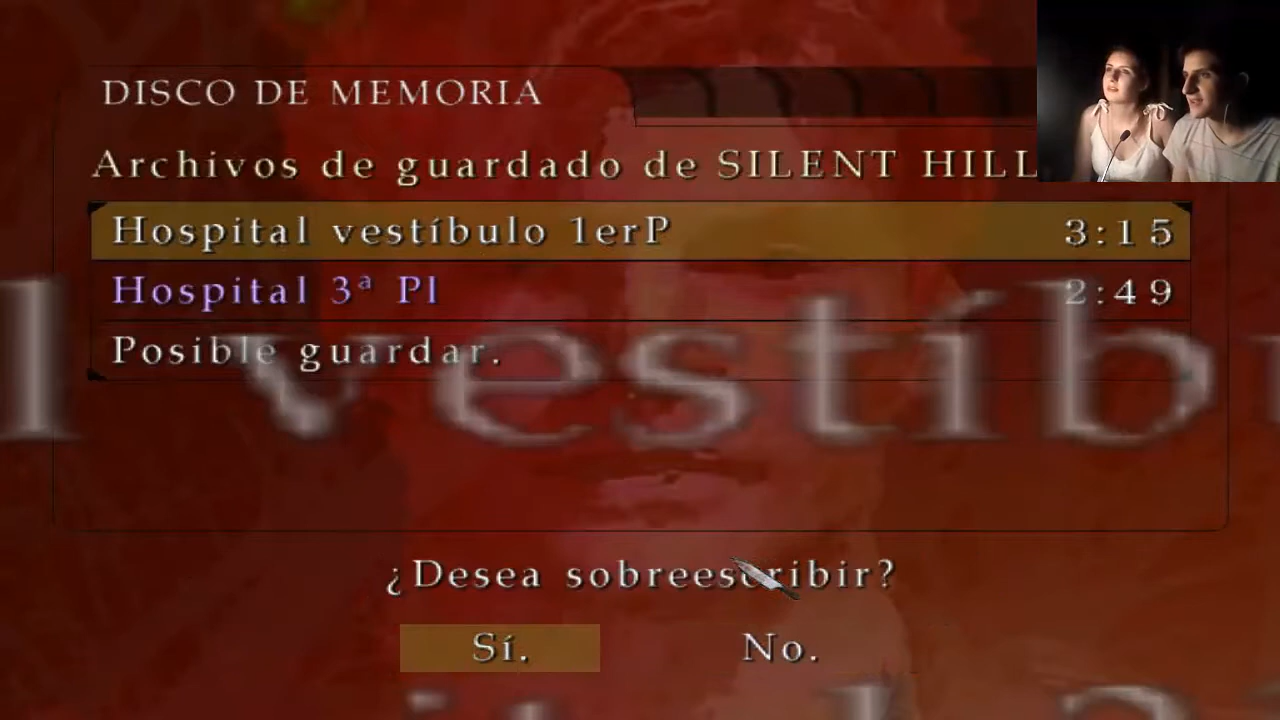 DISCO DE MEMORIA
Archivos de guardado de SILENT HILL
Hospital vestíbulo 1erP 3:15
Hospital 3ª Pl 2:49
Posible guardar.
l vestíb
¿Desea sobreescribir?
Sí. No.